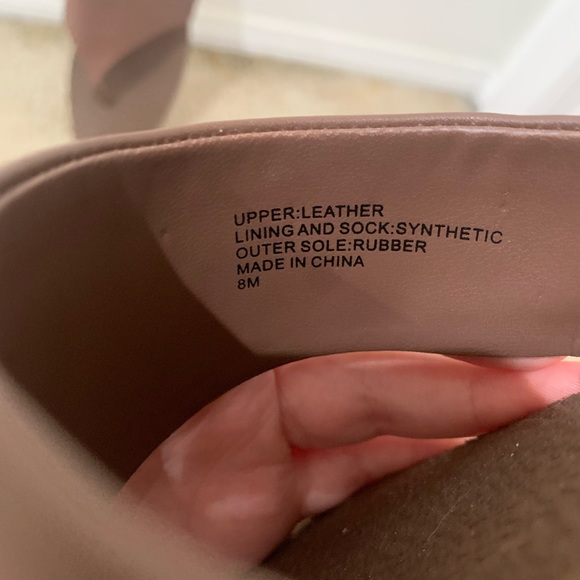 UPPER:LEATHER
LINING AND SOCK:SYNTHETIC
OUTER SOLE:RUBBER
MADE IN CHINA
8M